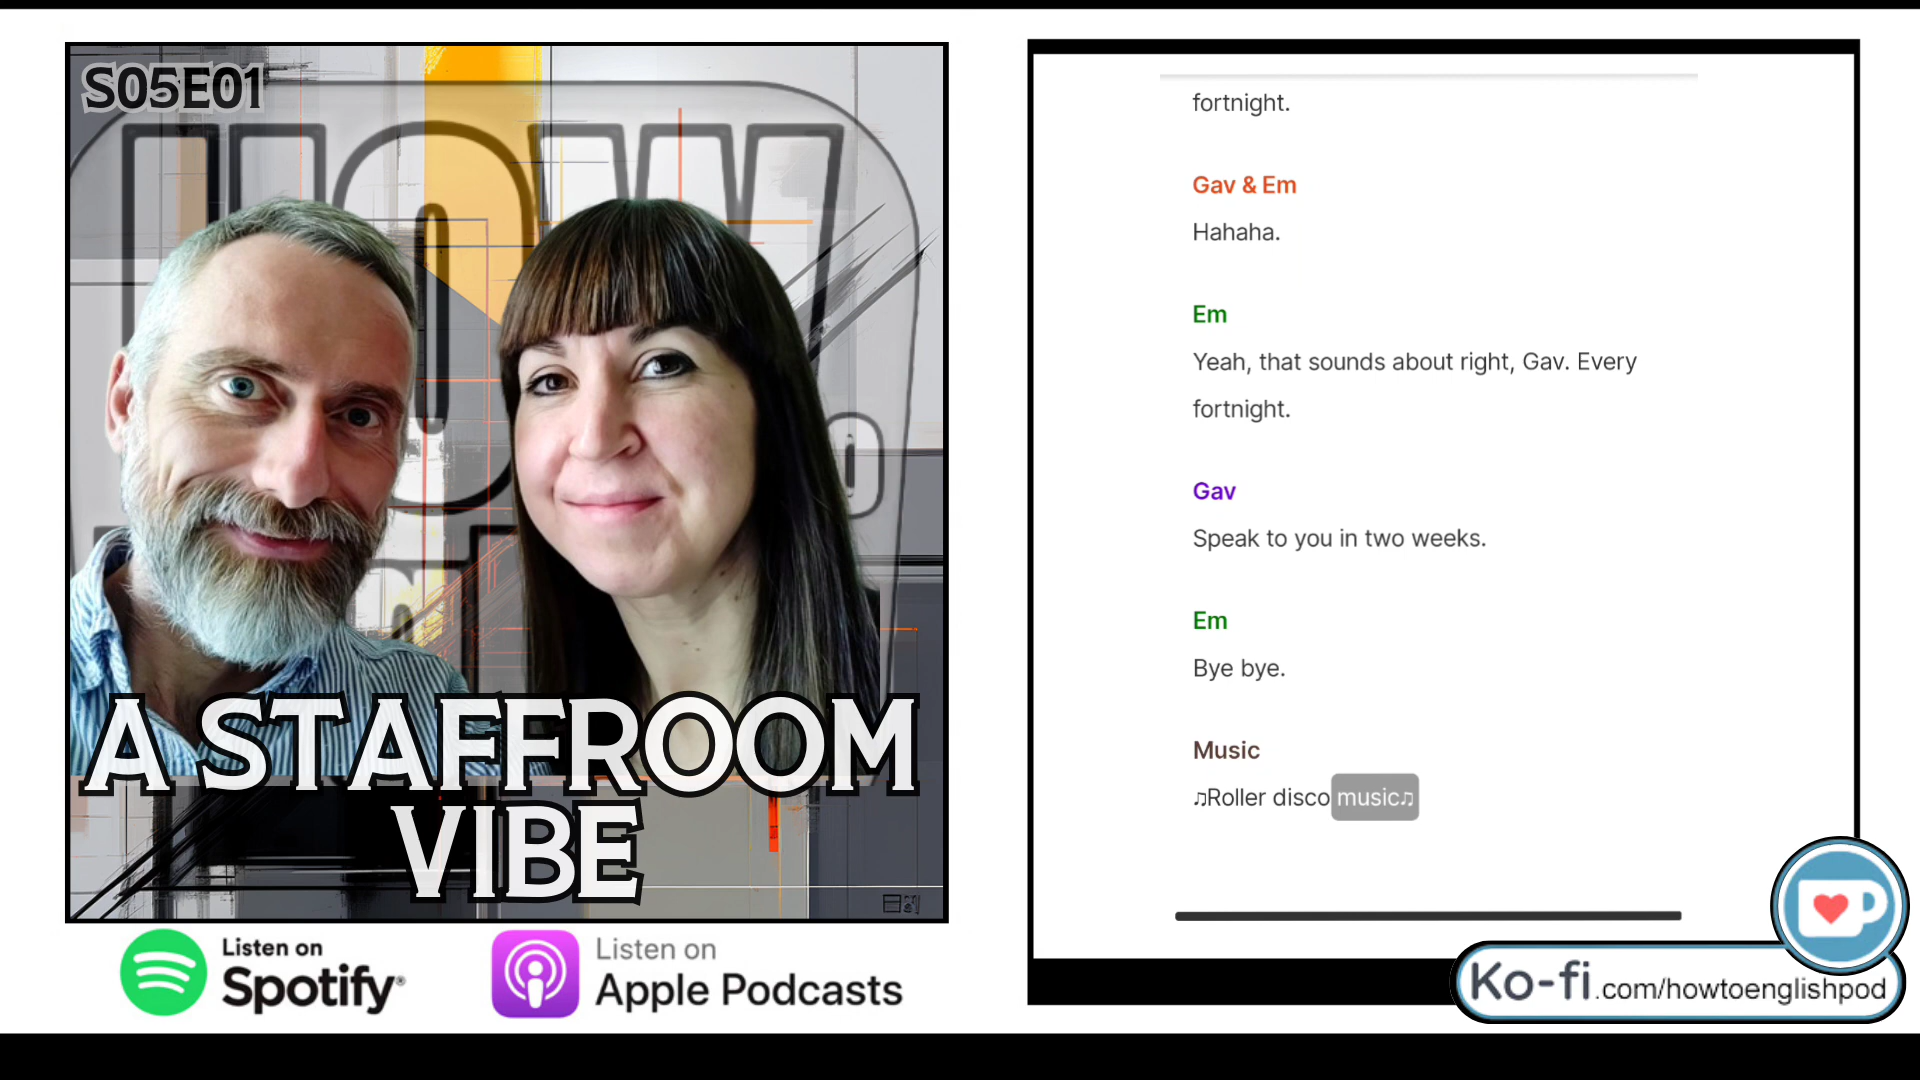 S05E01
HOW
TO
A STAFFROOM
VIBE
Listen on
Spotify®
Listen on
Apple Podcasts
fortnight.
Gav & Em
Hahaha.
Em
Yeah, that sounds about right, Gav. Every
fortnight.
Gav
Speak to you in two weeks.
Em
Bye bye.
Music
♫Roller disco music♫
Ko-fi.com/howtoenglishpod